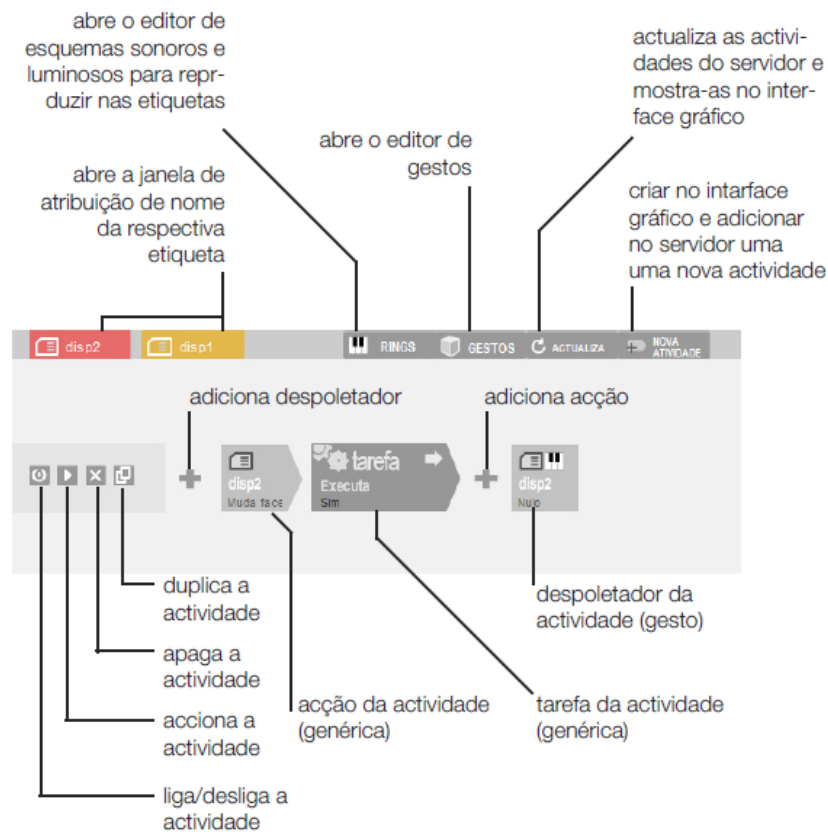 abre o editor de
esquemas sonoros e
luminosos para repr-
duzir nas etiquetas
actualiza as activi-
dades do servidor e
mostra-as no inter-
face gráfico
abre o editor de
gestos
abre a janela de
atribuição de nome
da respectiva
etiqueta
criar no intarface
gráfico e adicionar
no servidor uma
uma nova actividade
disp2
disp1
RINGS
GESTOS
ACTUALIZA
NOVA
ATIVIDADE
adiciona despoletador
adiciona acção
disp2
Muda face
tarefa
Executa
Sim
disp2
Nulo
duplica a
actividade
apaga a
actividade
acciona a
actividade
liga/desliga a
actividade
acção da actividade
(genérica)
tarefa da actividade
(genérica)
despoletador da
actividade (gesto)